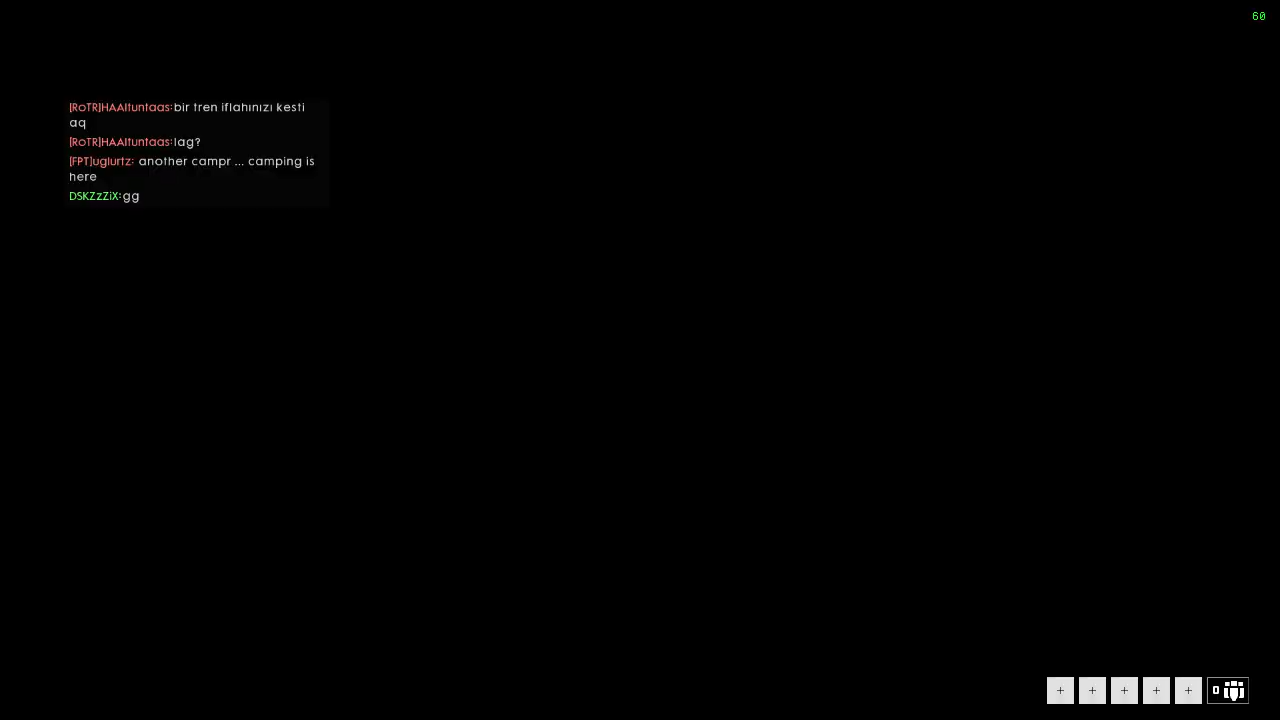 60
[RoTR]HAAltuntaas:bir tren iflahınızı kesti
aq
[RoTR]HAAltuntaas:lag?
[FPT]uglurtz: another campr ... camping is
here
DSKZzZiX:gg
+ + + + + 0